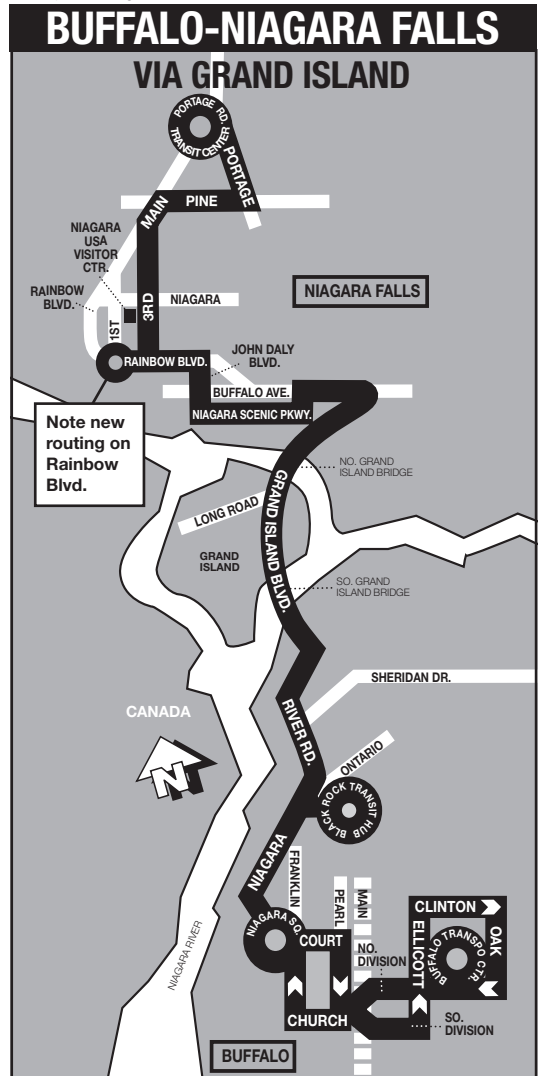 BUFFALO-NIAGARA FALLS
VIA GRAND ISLAND
PORTAGE RD.
TRANSIT CENTER
PORTAGE
MAIN
PINE
NIAGARA
USA
VISITOR
CTR.
RAINBOW
BLVD.
1ST
3RD
NIAGARA
NIAGARA FALLS
RAINBOW BLVD.
JOHN DALY
BLVD.
BUFFALO AVE.
NIAGARA SCENIC PKWY.
Note new
routing on
Rainbow
Blvd.
NO. GRAND
ISLAND BRIDGE
LONG ROAD
GRAND ISLAND BLVD.
GRAND
ISLAND
SO. GRAND
ISLAND BRIDGE
SHERIDAN DR.
CANADA
N
RIVER RD.
ONTARIO
BLACK ROCK TRANSIT HUB
NIAGARA
FRANKLIN
PEARL
MAIN
NIAGARA SQ.
COURT
NO.
DIVISION
CLINTON
ELLICOTT
OAK
BUFFALO TRANSPO CTR.
NIAGARA RIVER
CHURCH
SO.
DIVISION
BUFFALO